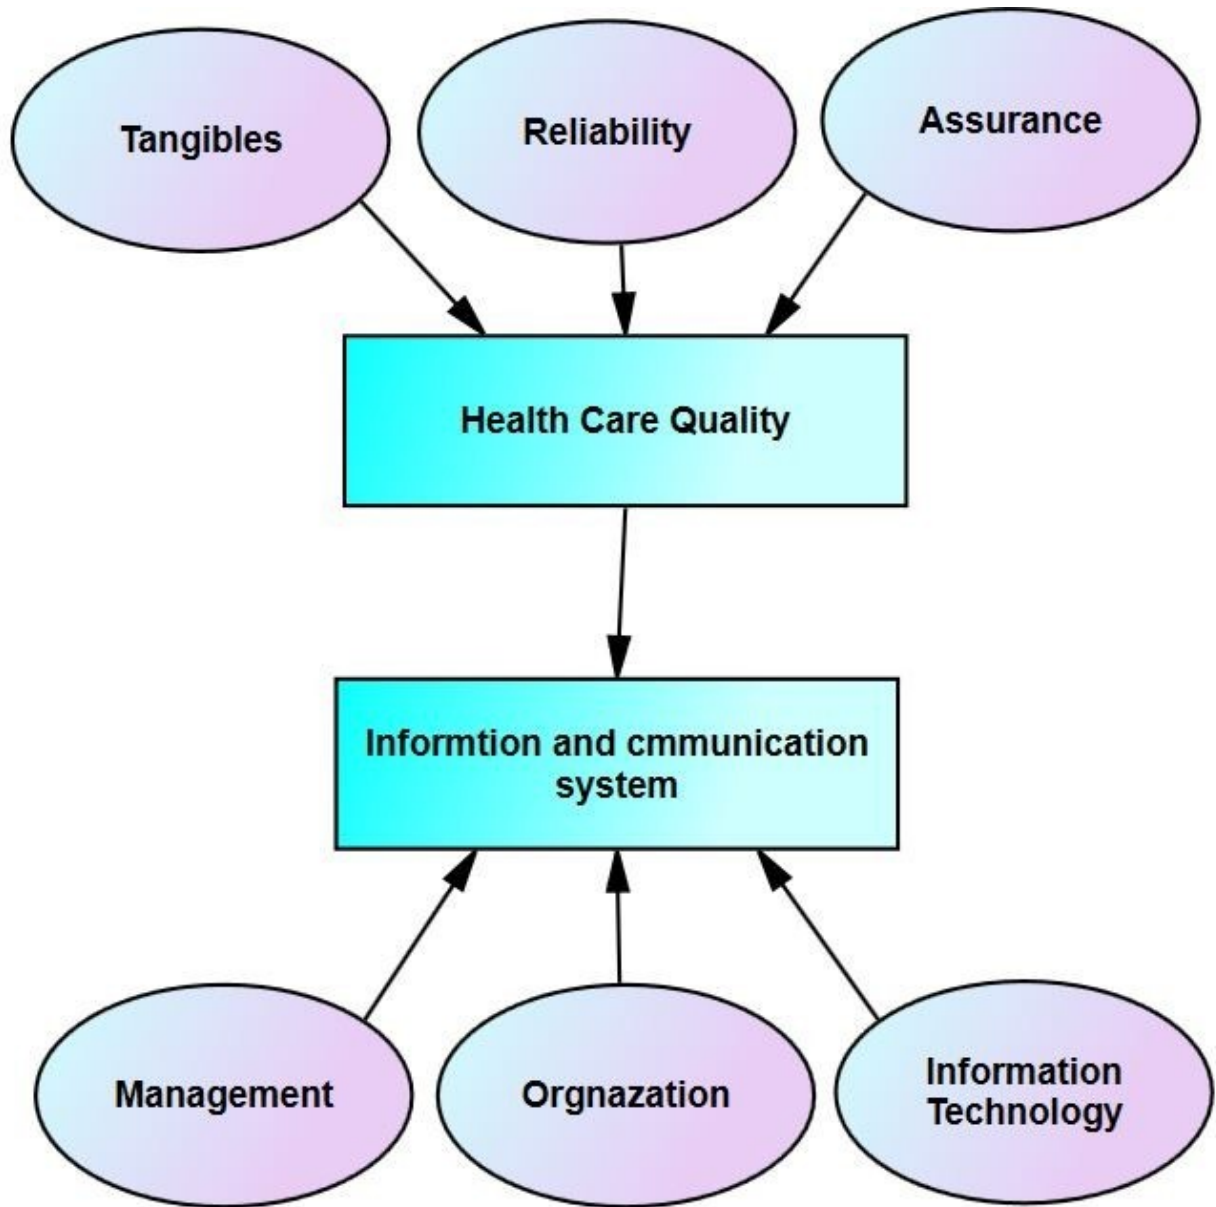 Tangibles
Reliability
Assurance
Health Care Quality
Informtion and cmmunication
system
Management
Orgnazation
Information
Technology